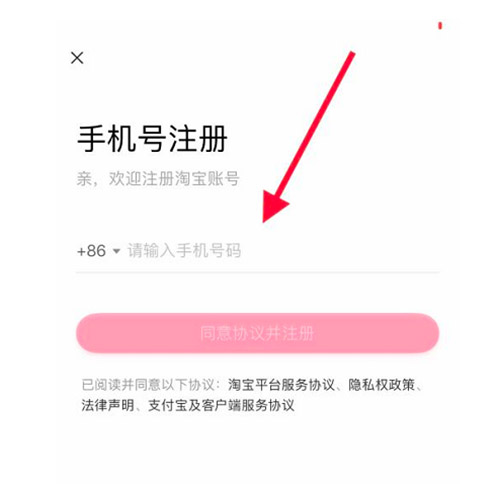 手机号注册
亲，欢迎注册淘宝账号
+86 请输入手机号码
同意协议并注册
已阅读并同意以下协议：淘宝平台服务协议、隐私权政策、
法律声明、支付宝及客户端服务协议